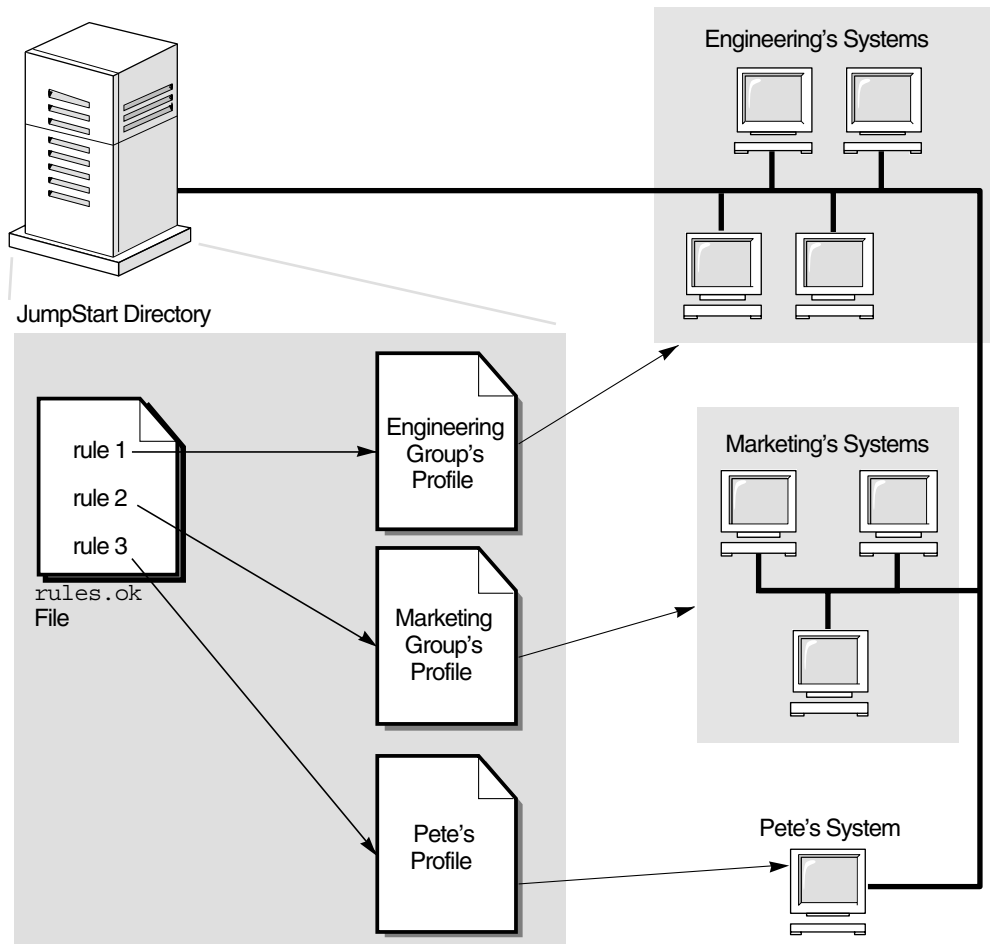 Engineering's Systems
JumpStart Directory
rule 1
rule 2
rule 3
rules.ok
File
Engineering
Group's
Profile
Marketing
Group's
Profile
Pete's
Profile
Marketing's Systems
Pete's System